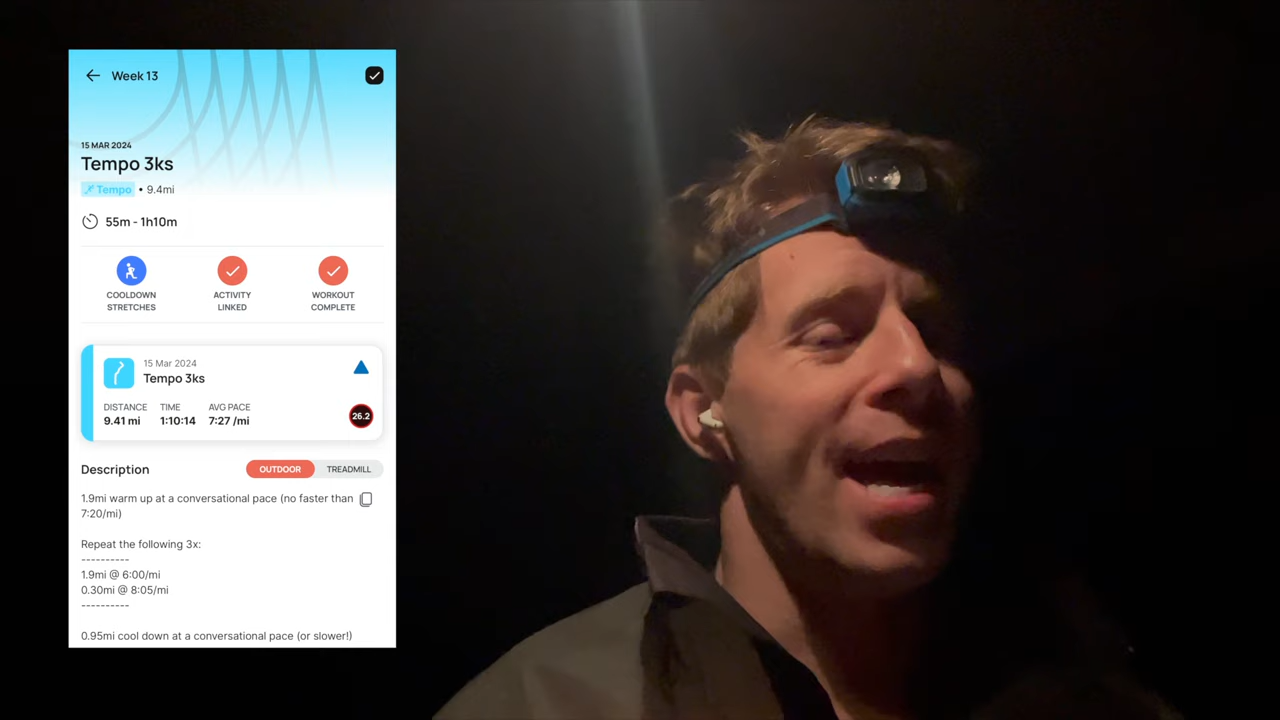 Week 13
15 MAR 2024
Tempo 3ks
Tempo • 9.4mi
55m - 1h10m
COOLDOWN STRETCHES
ACTIVITY LINKED
WORKOUT COMPLETE
15 Mar 2024
Tempo 3ks
DISTANCE TIME AVG PACE
9.41 mi 1:10:14 7:27 /mi
26.2
Description OUTDOOR TREADMILL
1.9mi warm up at a conversational pace (no faster than
7:20/mi)
Repeat the following 3x:
----------
1.9mi @ 6:00/mi
0.30mi @ 8:05/mi
----------
0.95mi cool down at a conversational pace (or slower!)